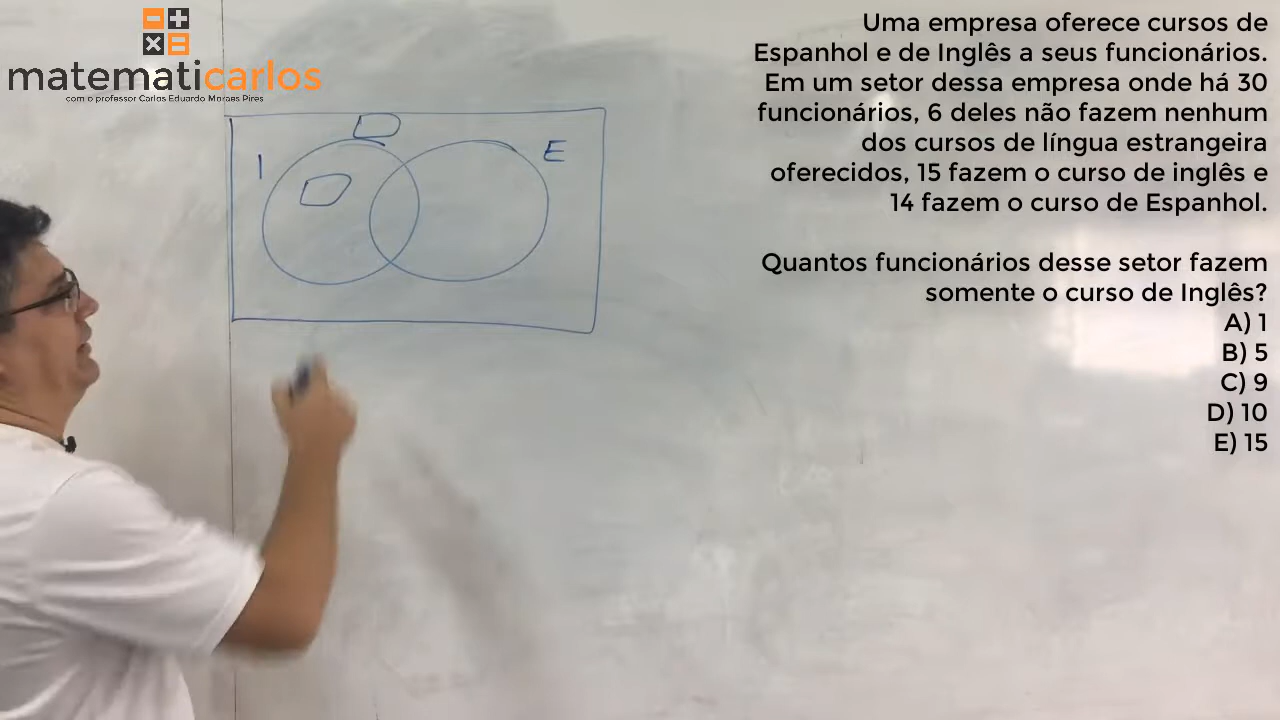 matematicarlos
com o professor Carlos Eduardo Moraes Pires
I
E
Uma empresa oferece cursos de
Espanhol e de Inglês a seus funcionários.
Em um setor dessa empresa onde há 30
funcionários, 6 deles não fazem nenhum
dos cursos de língua estrangeira
oferecidos, 15 fazem o curso de inglês e
14 fazem o curso de Espanhol.
Quantos funcionários desse setor fazem
somente o curso de Inglês?
A) 1
B) 5
C) 9
D) 10
E) 15